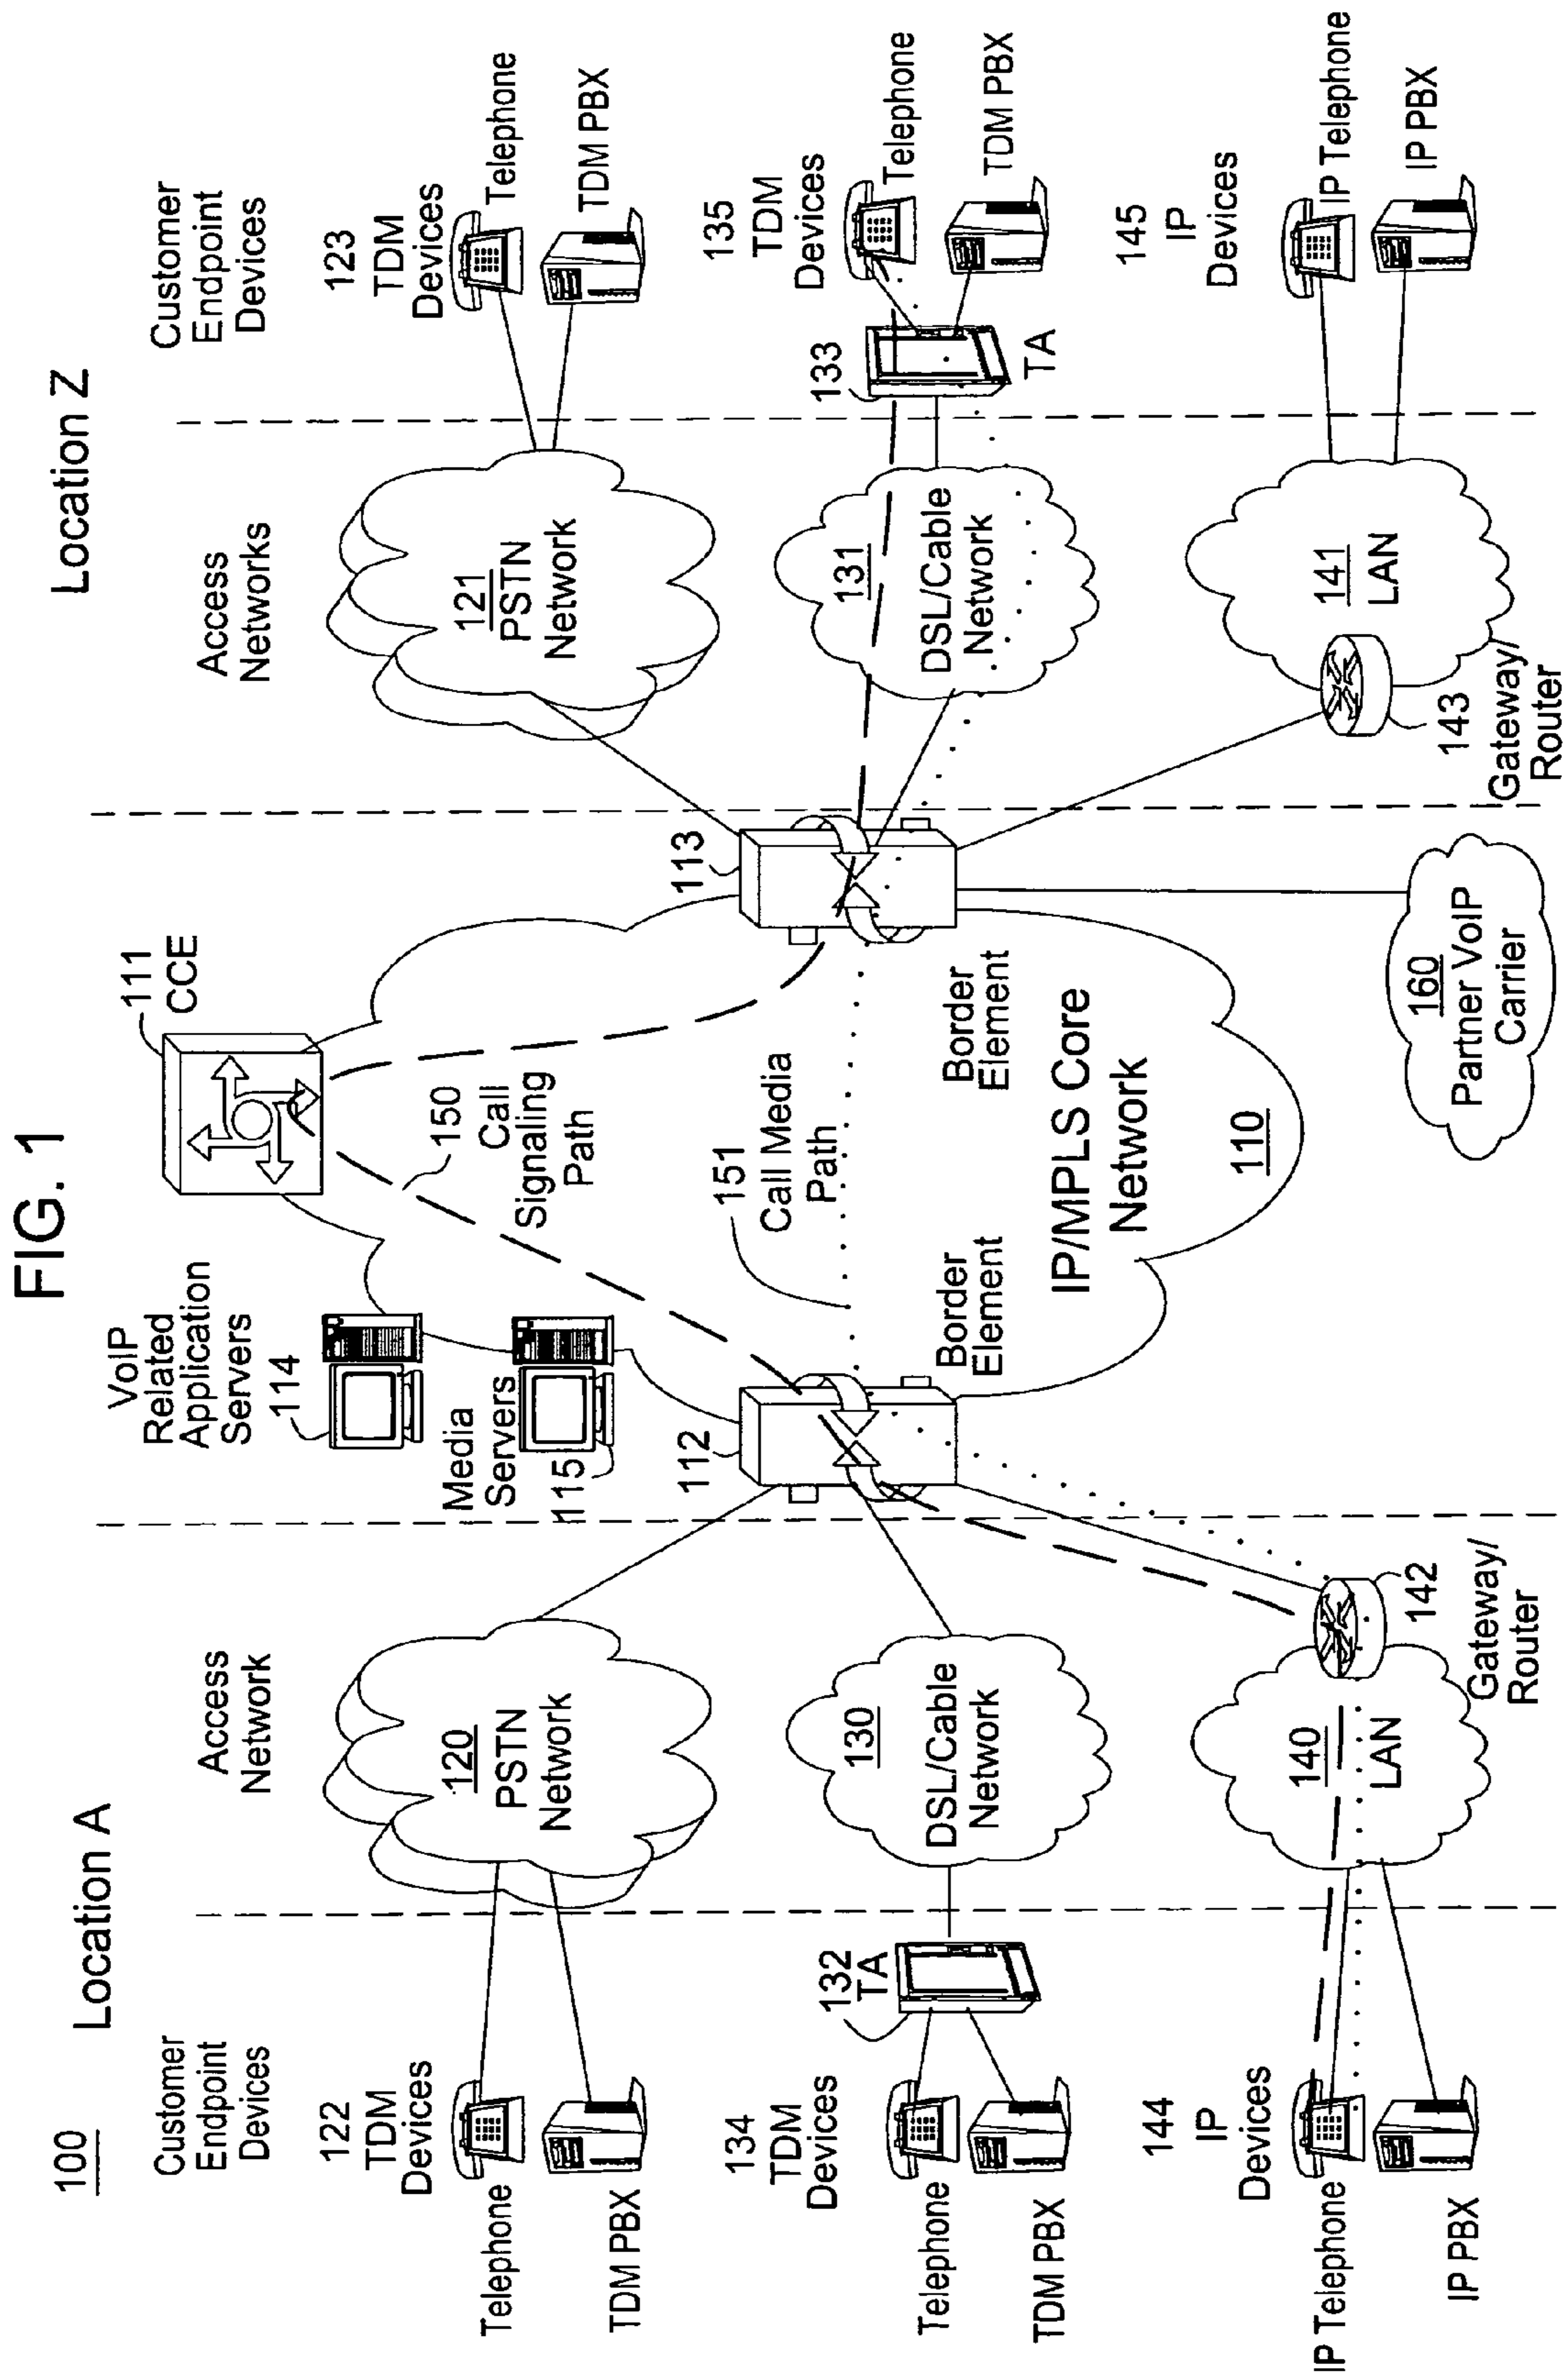 FIG. 1
100
Location A
Location Z
Customer
Endpoint
Devices
Access
Network
VoIP
Related
Application
Servers
114
111
CCE
Access
Networks
Customer
Endpoint
Devices
122
TDM
Devices
Telephone
TDM PBX
120
PSTN
Network
Media
Servers
115
112
150
Call
Signaling
Path
151
Call Media
Path
113
121
PSTN
Network
123
TDM
Devices
Telephone
TDM PBX
134
TDM
Devices
Telephone
TDM PBX
132
TA
130
DSL/Cable
Network
Border
Element
Border
Element
IP/MPLS Core
Network
110
131
DSL/Cable
Network
133
TA
135
TDM
Devices
Telephone
TDM PBX
144
IP
Devices
IP Telephone
IP PBX
140
LAN
142
Gateway/
Router
160
Partner VoIP
Carrier
143
Gateway/
Router
141
LAN
145
IP
Devices
IP Telephone
IP PBX